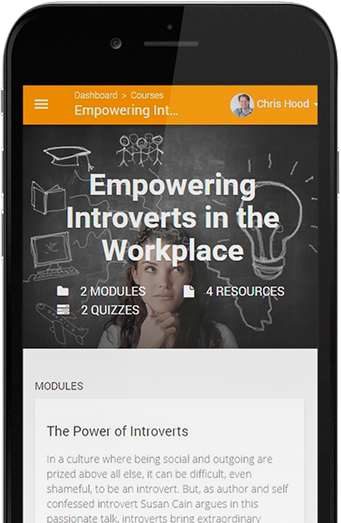 Dashboard > Courses
Empowering Int...
Chris Hood
Empowering
Introverts in the
Workplace
2 MODULES
4 RESOURCES
2 QUIZZES
MODULES
The Power of Introverts
In a culture where being social and outgoing are
prized above all else, it can be difficult, even
shameful, to be an introvert. But, as author and self
confessed introvert Susan Cain argues in this
passionate talk, introverts bring extraordinary